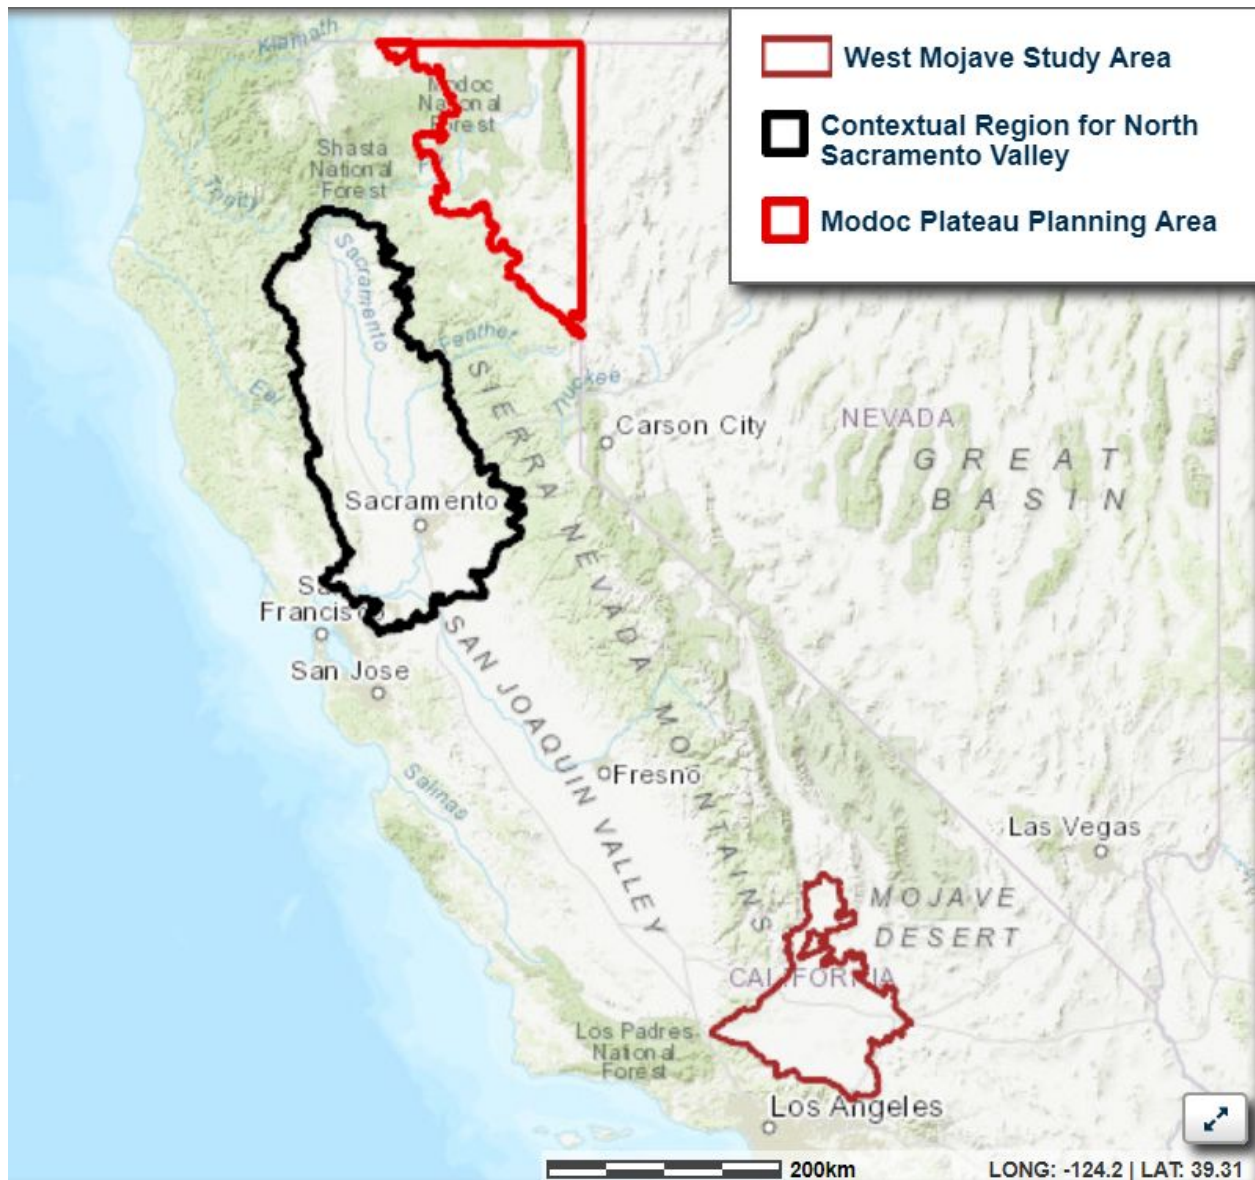 West Mojave Study Area
Contextual Region for North
Sacramento Valley
Modoc Plateau Planning Area
Klamath
Modoc
National
Forest
Shasta
National
Forest
Trinity
Sacramento
Feather
Eel
Truckee
SIERRA NEVADA MOUNTAINS
Carson City
NEVADA
GREAT
BASIN
Sacramento
San
Francisco
San Jose
SAN JOAQUIN VALLEY
Salinas
Fresno
Las Vegas
MOJAVE
DESERT
CALIFORNIA
Los Padres
National
Forest
Los Angeles
200km
LONG: -124.2 | LAT: 39.31